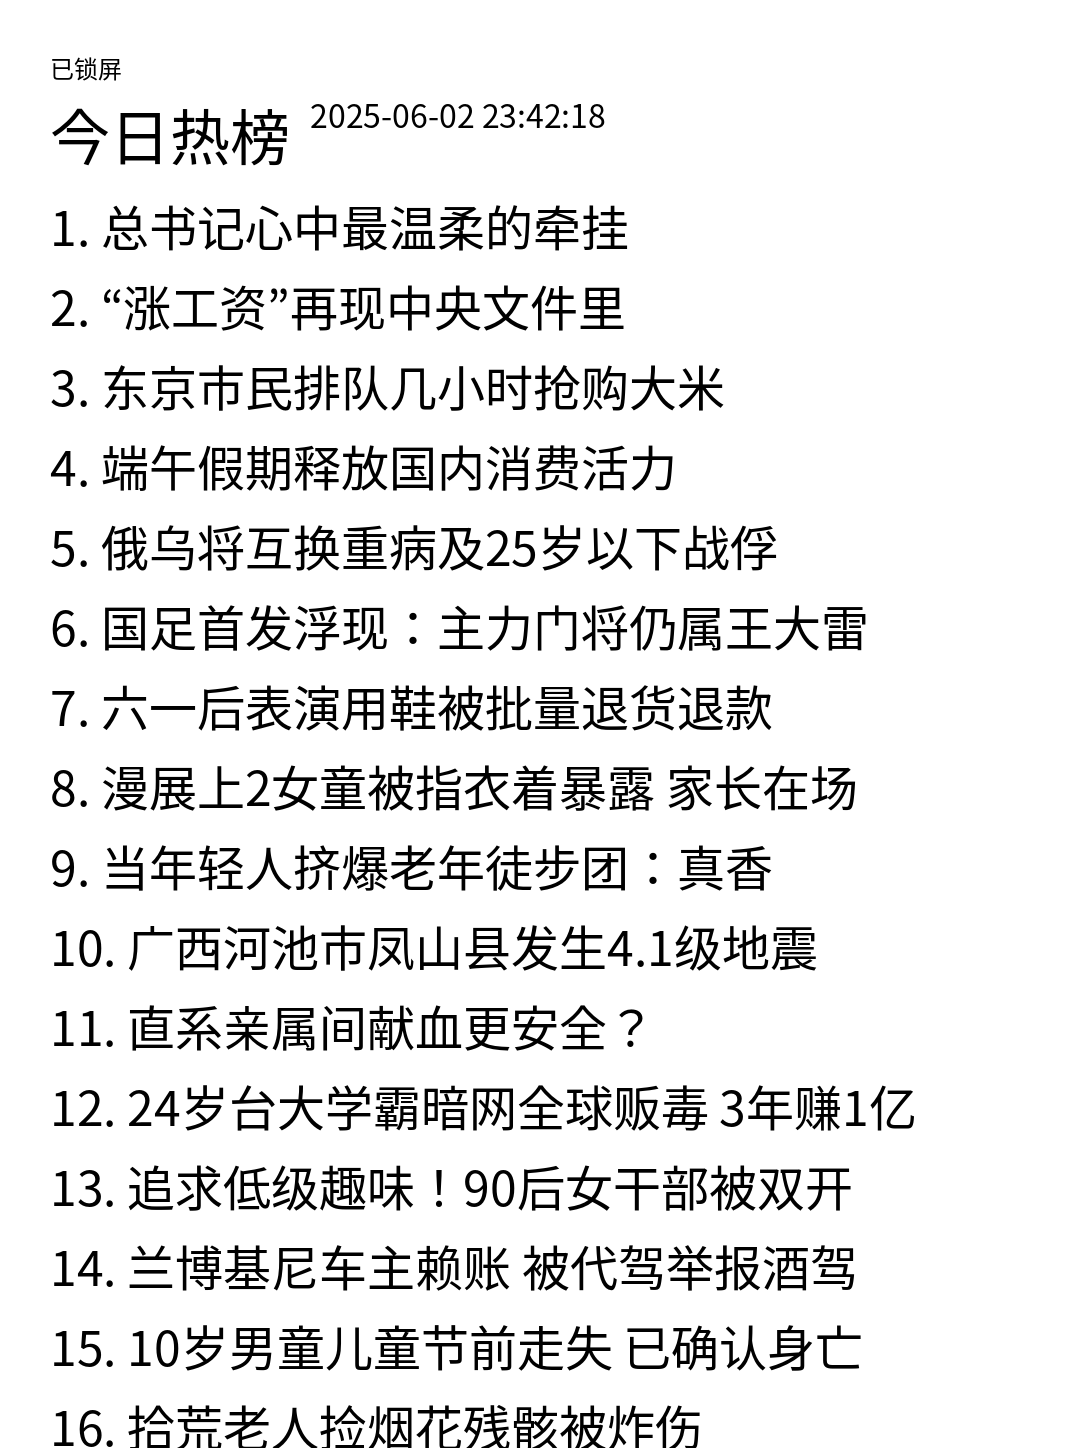 已锁屏
今日热榜 2025-06-02 23:42:18
1. 总书记心中最温柔的牵挂
2. “涨工资”再现中央文件里
3. 东京市民排队几小时抢购大米
4. 端午假期释放国内消费活力
5. 俄乌将互换重病及25岁以下战俘
6. 国足首发浮现：主力门将仍属王大雷
7. 六一后表演用鞋被批量退货退款
8. 漫展上2女童被指衣着暴露 家长在场
9. 当年轻人挤爆老年徒步团：真香
10. 广西河池市凤山县发生4.1级地震
11. 直系亲属间献血更安全？
12. 24岁台大学霸暗网全球贩毒 3年赚1亿
13. 追求低级趣味！90后女干部被双开
14. 兰博基尼车主赖账 被代驾举报酒驾
15. 10岁男童儿童节前走失 已确认身亡
16. 拾荒老人捡烟花残骸被炸伤